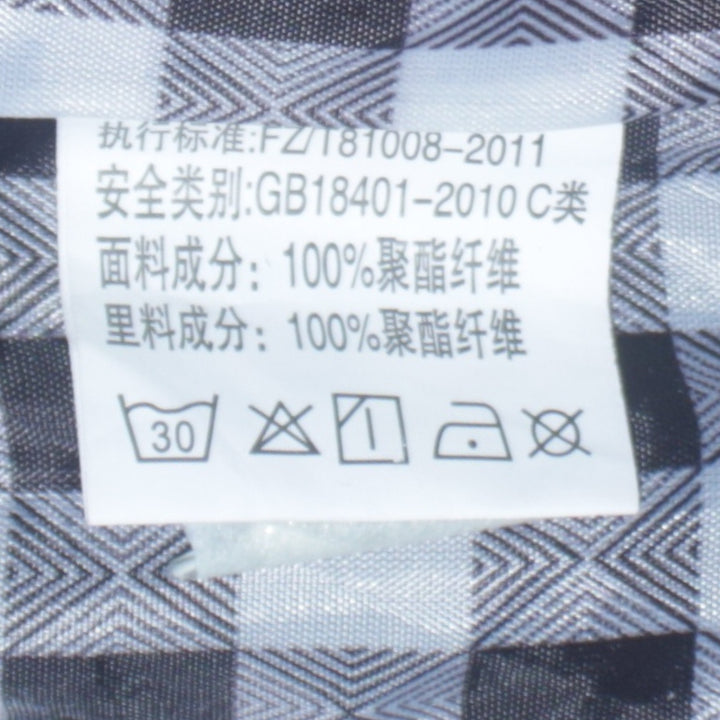 执行标准:FZ/T81008-2011
安全类别:GB18401-2010 C类
面料成分：100%聚酯纤维
里料成分：100%聚酯纤维
30